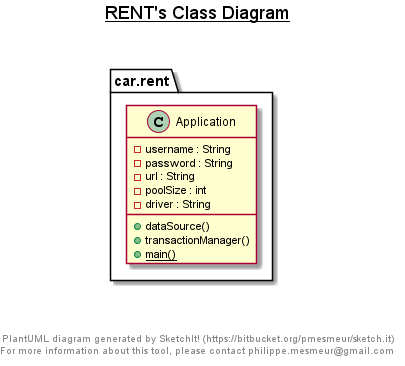 RENT's Class Diagram
car.rent
C Application
username : String
password : String
url : String
poolSize : int
driver : String
dataSource()
transactionManager()
main()
PlantUML diagram generated by SketchIt! (https://bitbucket.org/pmesmeur/sketch.it)
For more information about this tool, please contact philippe.mesmeur@gmail.com